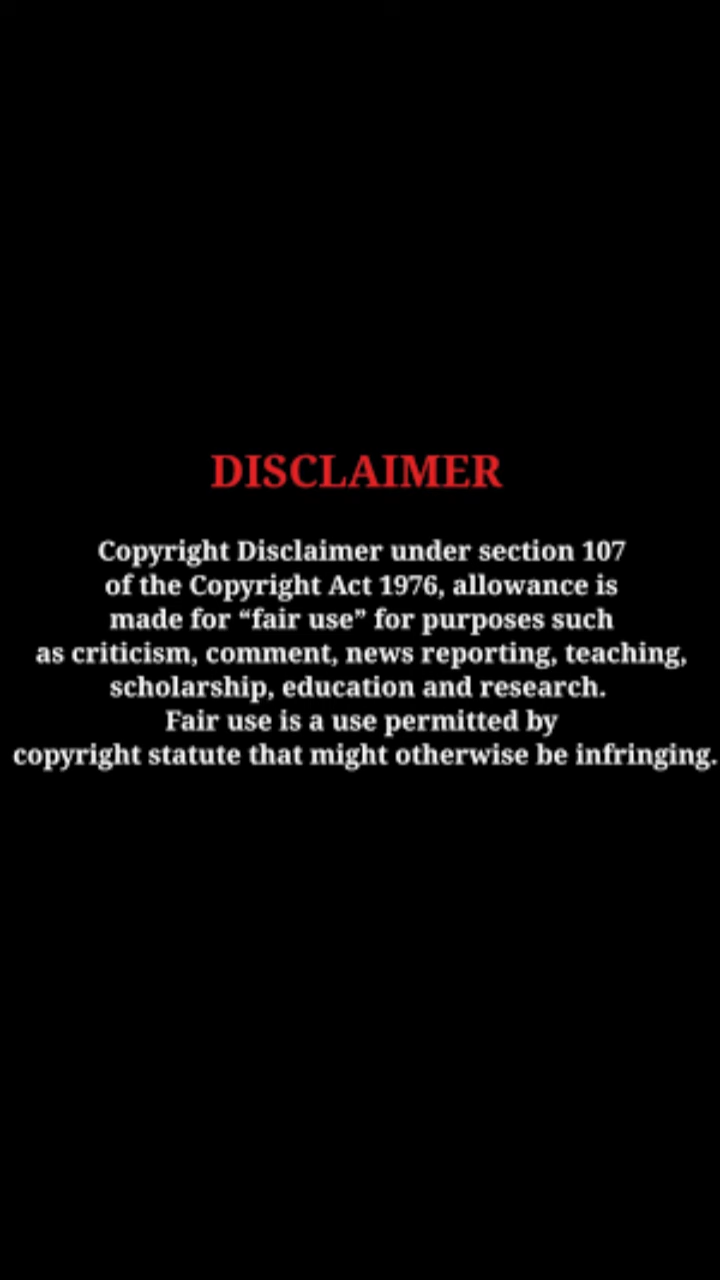 DISCLAIMER
Copyright Disclaimer under section 107
of the Copyright Act 1976, allowance is
made for “fair use” for purposes such
as criticism, comment, news reporting, teaching,
scholarship, education and research.
Fair use is a use permitted by
copyright statute that might otherwise be infringing.